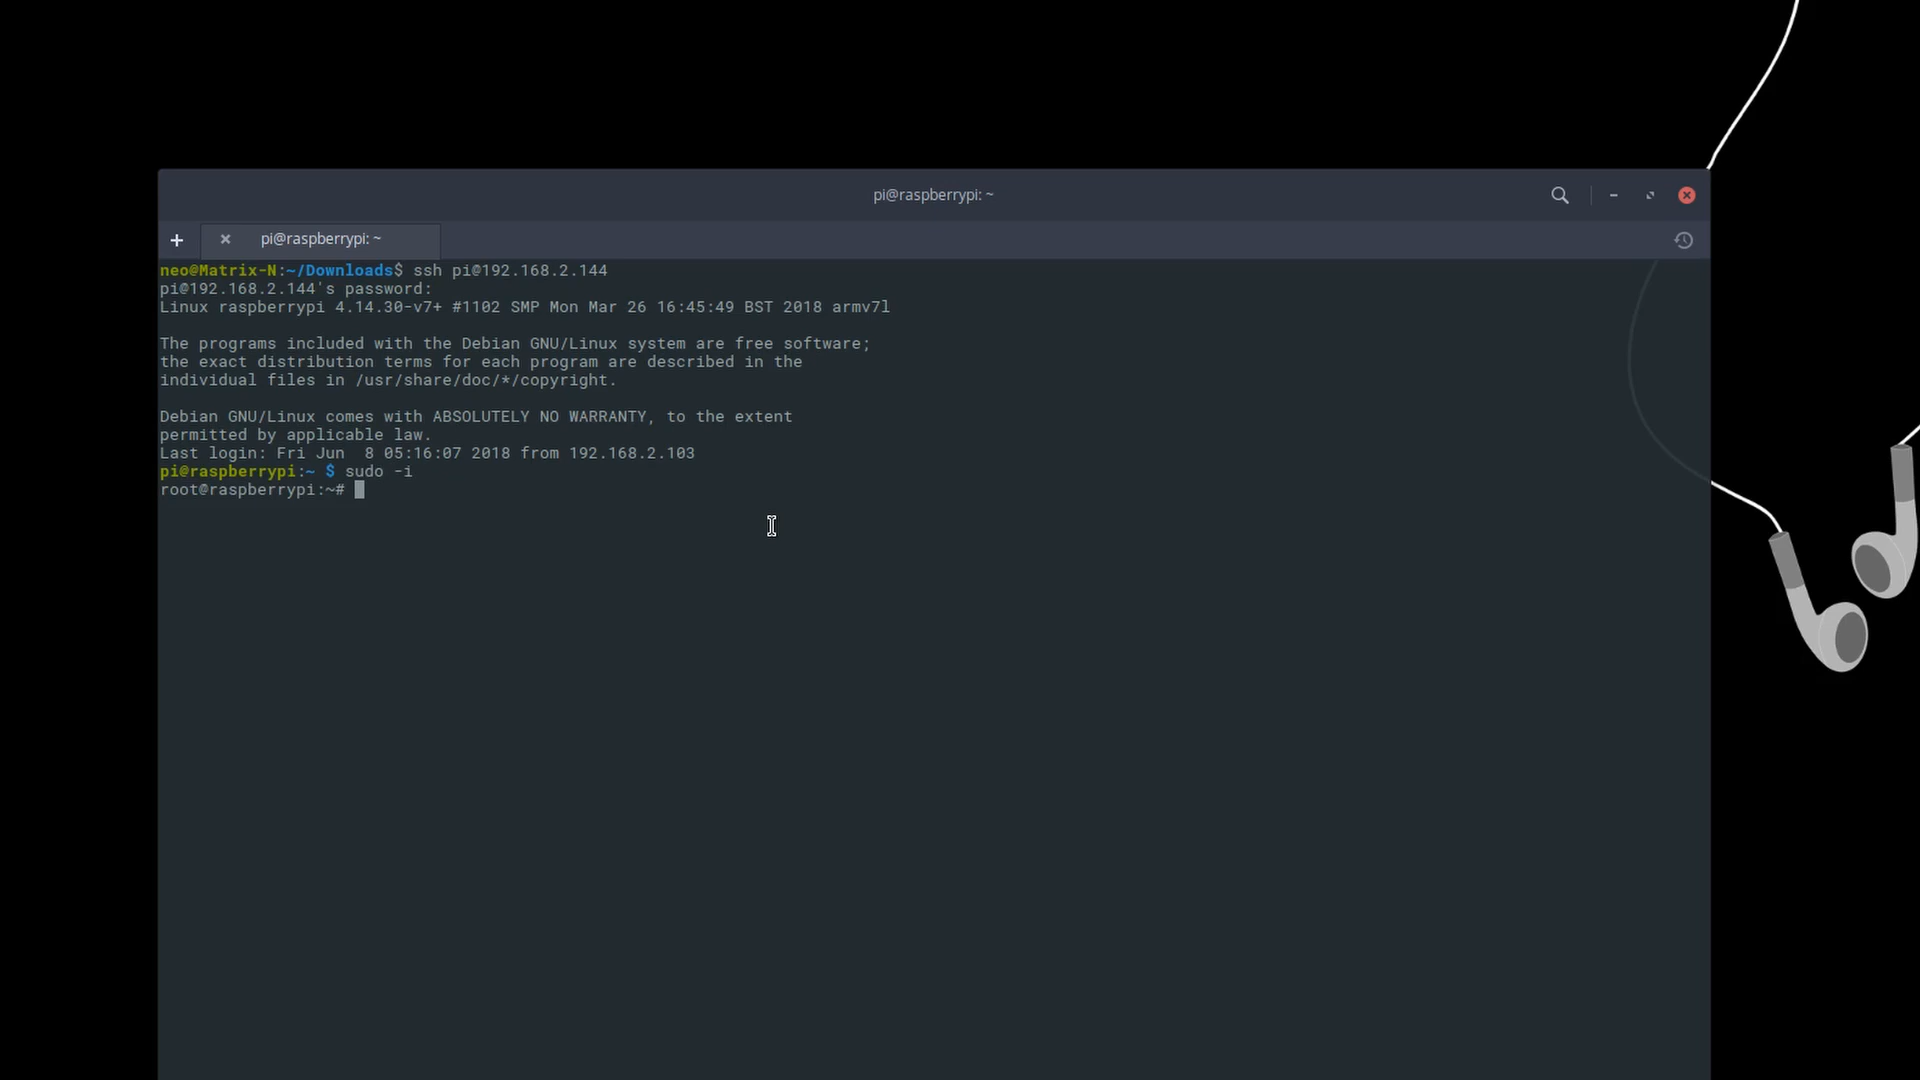 pi@raspberrypi: ~
pi@raspberrypi: ~
neo@Matrix-N:~/Downloads$ ssh pi@192.168.2.144
pi@192.168.2.144's password:
Linux raspberrypi 4.14.30-v7+ #1102 SMP Mon Mar 26 16:45:49 BST 2018 armv7l
The programs included with the Debian GNU/Linux system are free software;
the exact distribution terms for each program are described in the
individual files in /usr/share/doc/*/copyright.
Debian GNU/Linux comes with ABSOLUTELY NO WARRANTY, to the extent
permitted by applicable law.
Last login: Fri Jun  8 05:16:07 2018 from 192.168.2.103
pi@raspberrypi:~ $ sudo -i
root@raspberrypi:~#